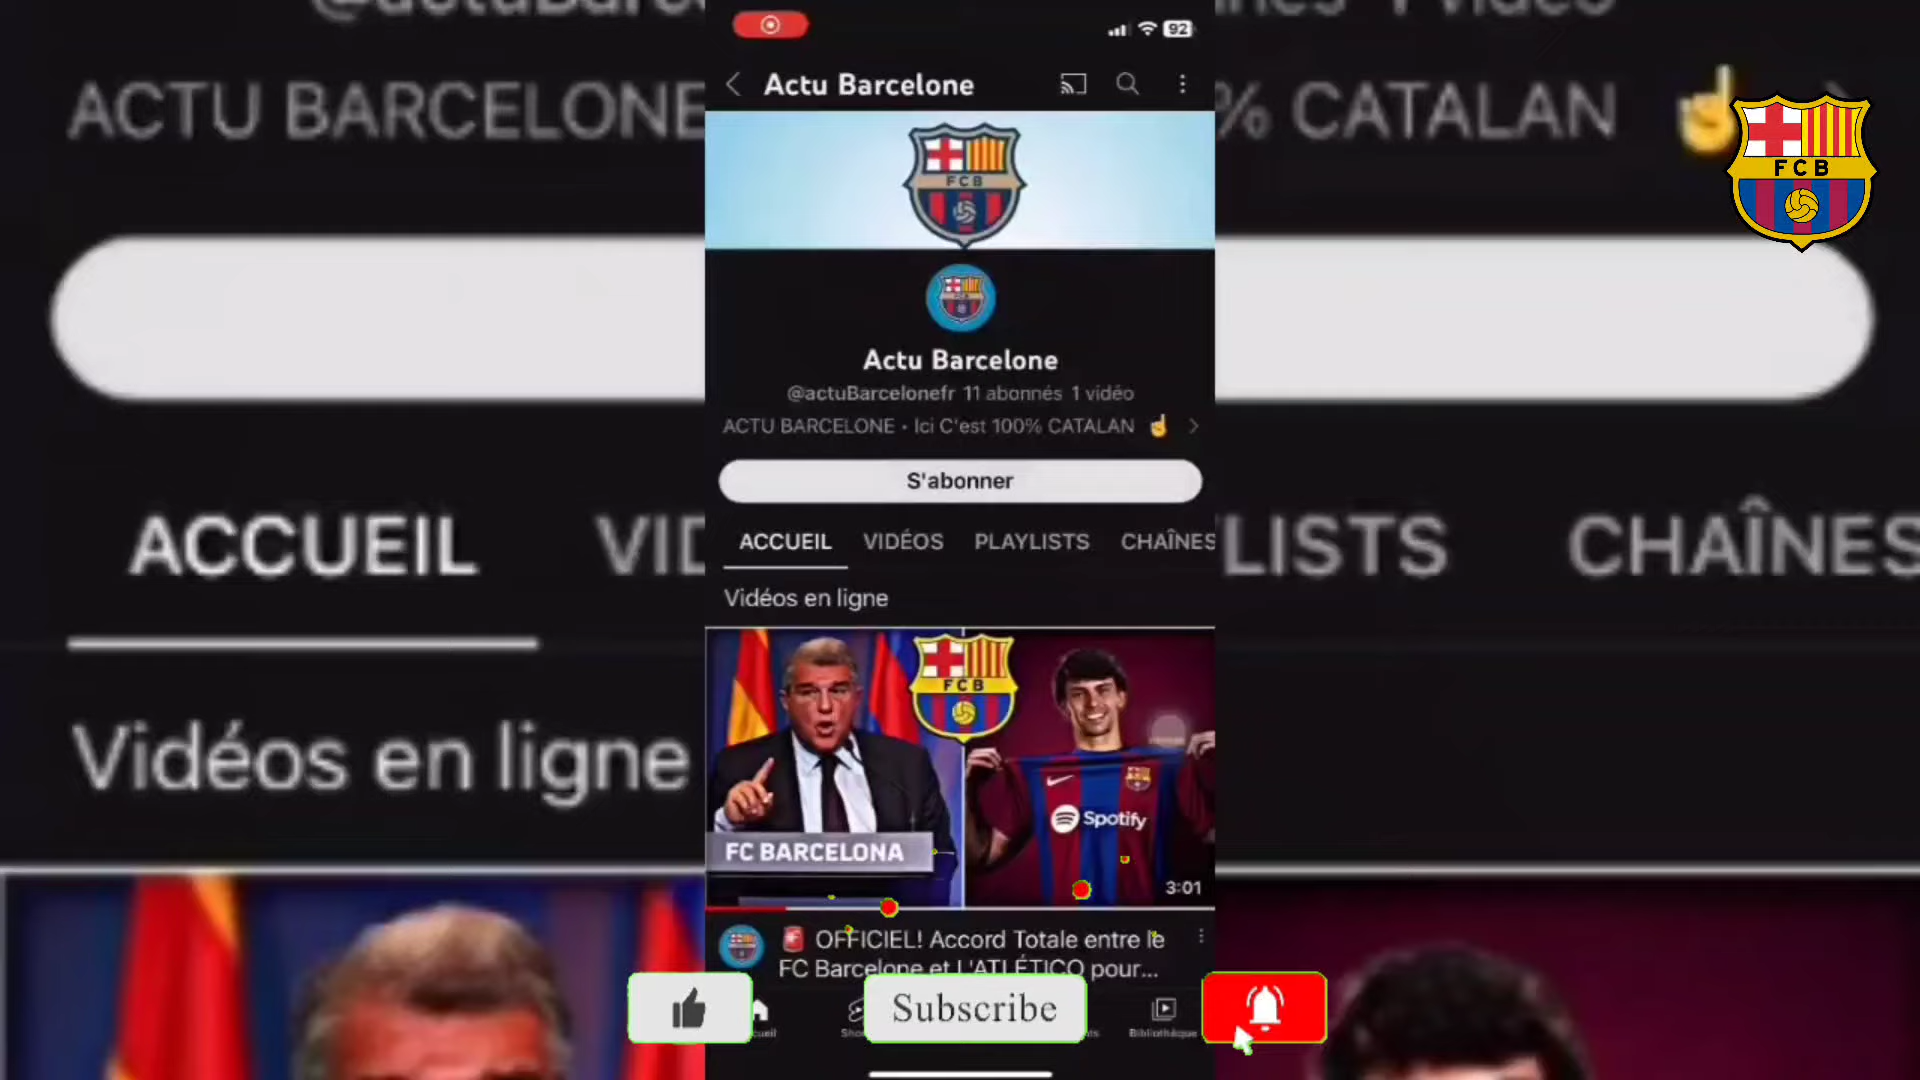 92
Actu Barcelone
FCB
Actu Barcelone
@actuBarcelonefr 11 abonnés 1 vidéo
ACTU BARCELONE • Ici C'est 100% CATALAN ☝
S'abonner
ACCUEIL VIDÉOS PLAYLISTS CHAÎNES
Vidéos en ligne
FCB
FC BARCELONA
Spotify
3:01
🚨 OFFICIEL! Accord Totale entre le
FC Barcelone et L'ATLÉTICO pour...
Subscribe
Bibliothèque
ACTU BARCELONE
% CATALAN
FCB
ACCUEIL VID
LISTS CHAÎNES
Vidéos en ligne